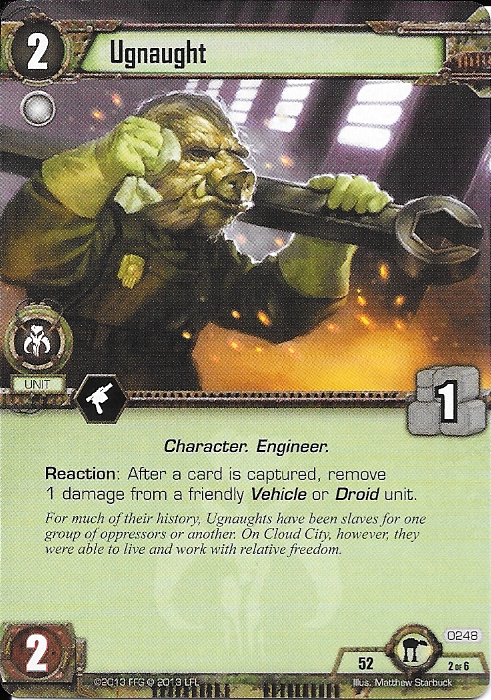 2
Ugnaught
UNIT
1
Character. Engineer.
Reaction: After a card is captured, remove
1 damage from a friendly Vehicle or Droid unit.
For much of their history, Ugnaughts have been slaves for one
group of oppressors or another. On Cloud City, however, they
were able to live and work with relative freedom.
2
©2013 FFG © 2013 LFL
52
2 OF 6
0248
Illus. Matthew Starbuck